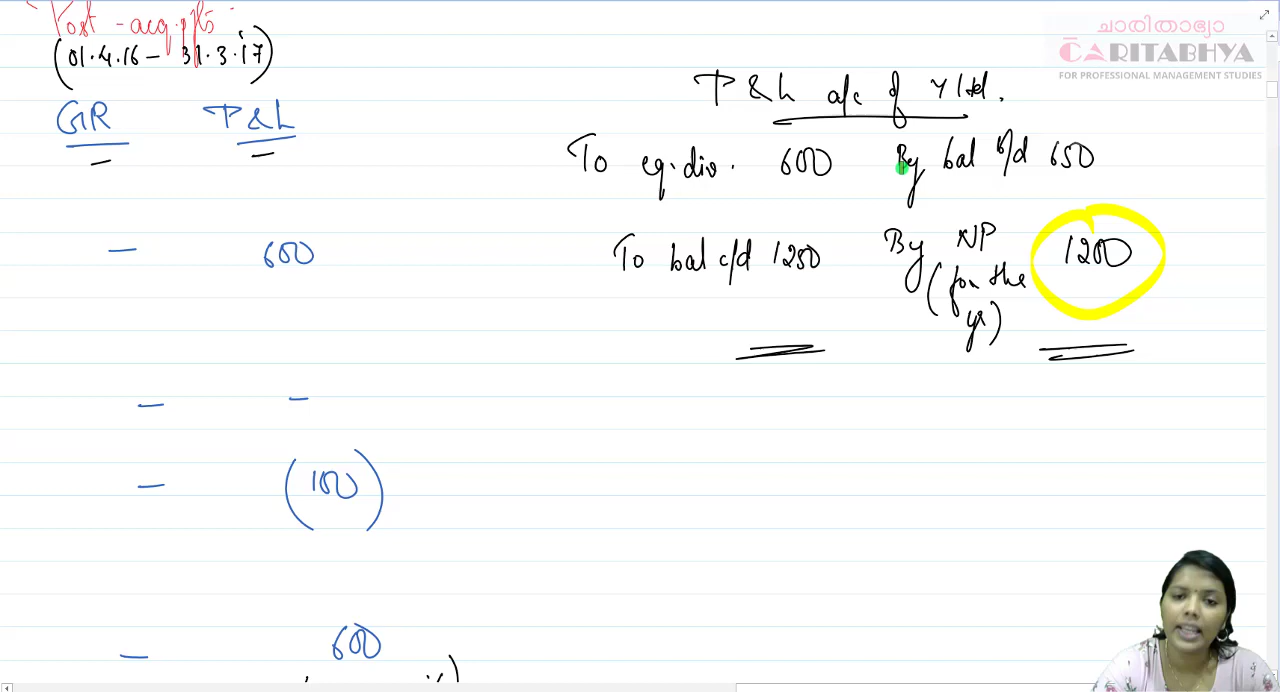 Post-acq. pfts
(01.4.16 - 31.3.17)
GR P&L
- -
- 600
- -
- (100)
- 600
ചാരിതാഭ്യാ
CARITABHYA
FOR PROFESSIONAL MANAGEMENT STUDIES
P&L a/c of Y ltd.
To eq. div. 600 By bal b/d 650
To bal c/d 1250 By NP 1200
(for the
yr)